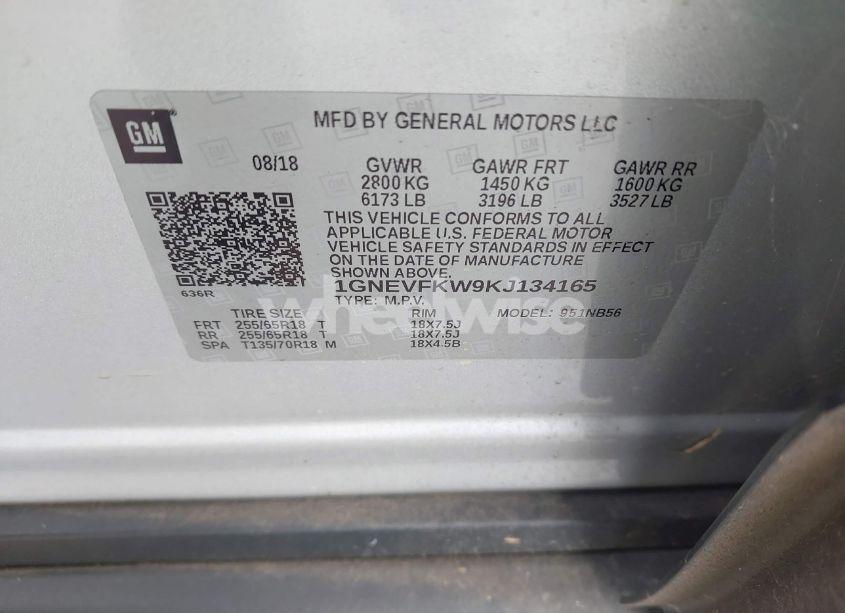 GM
MFD BY GENERAL MOTORS LLC
08/18 GVWR GAWR FRT GAWR RR
2800 KG 1450 KG 1600 KG
6173 LB 3196 LB 3527 LB
THIS VEHICLE CONFORMS TO ALL
APPLICABLE U.S. FEDERAL MOTOR
VEHICLE SAFETY STANDARDS IN EFFECT
ON THE DATE OF MANUFACTURE
SHOWN ABOVE.
636R 1GNEVFKW9KJ134165
TYPE: M.P.V.
TIRE SIZE RIM MODEL: 951NB56
FRT 255/65R18 T 18X7.5J
RR 255/65R18 T 18X7.5J
SPA T135/70R18 M 18X4.5B
wheelwise